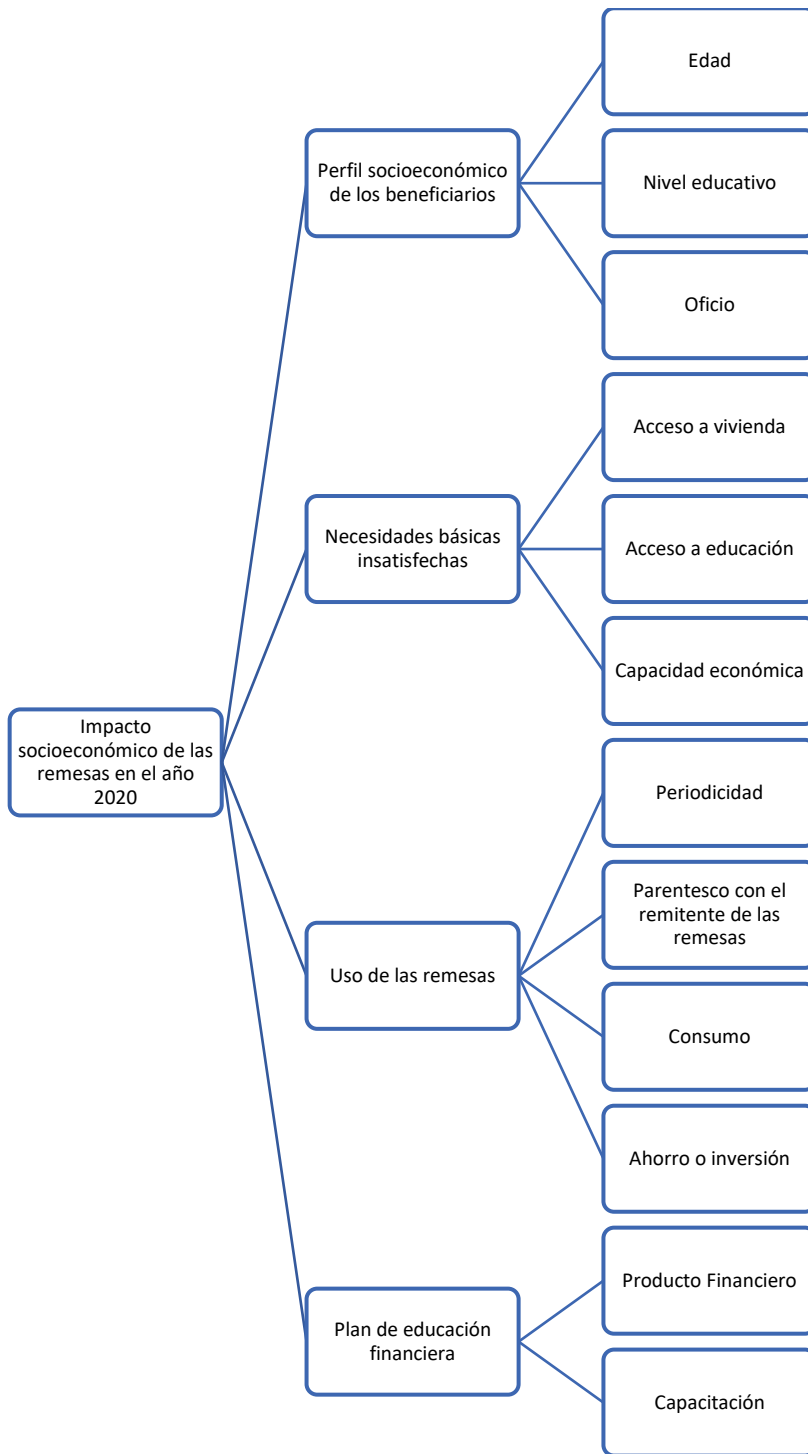 Edad
Perfil socioeconómico
de los beneficiarios
Nivel educativo
Oficio
Acceso a vivienda
Necesidades básicas
insatisfechas
Acceso a educación
Capacidad económica
Impacto
socioeconómico de las
remesas en el año
2020
Periodicidad
Parentesco con el
remitente de las
remesas
Uso de las remesas
Consumo
Ahorro o inversión
Producto Financiero
Plan de educación
financiera
Capacitación